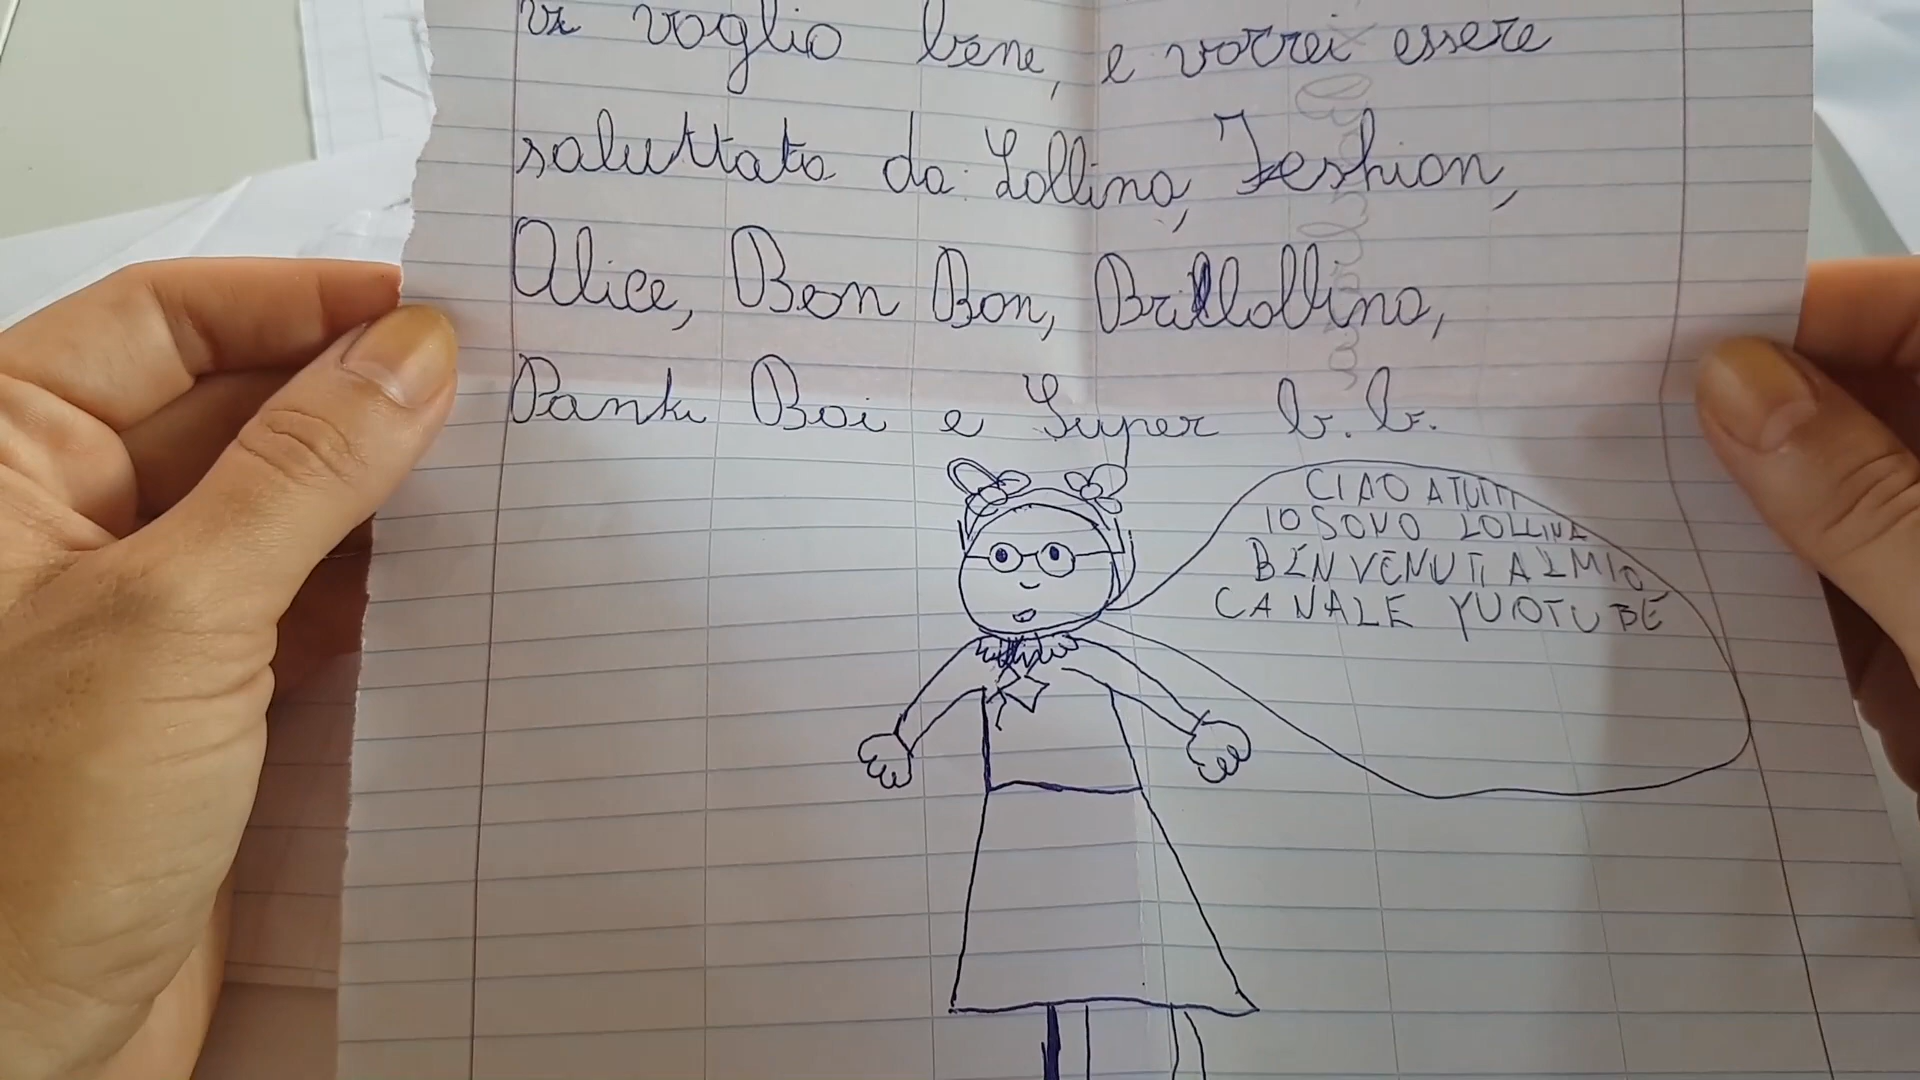 vi voglio bene, e vorrei essere
saluttata da: Lollina, Feshion,
Alice, Bon Bon, Brillollina,
Panki Boi e Super b. b.
CIAO A TUTTI
IO SONO LOLLINA
BENVENUTI AL MIO
CANALE YUOTUBE